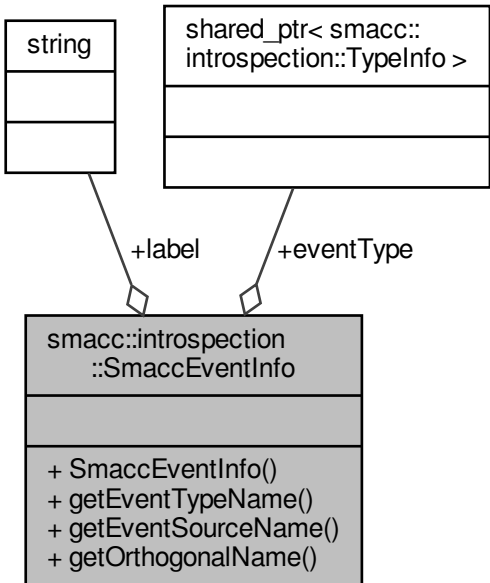 string
shared_ptr< smacc::
introspection::TypeInfo >
+label
+eventType
smacc::introspection
::SmaccEventInfo
+ SmaccEventInfo()
+ getEventTypeName()
+ getEventSourceName()
+ getOrthogonalName()